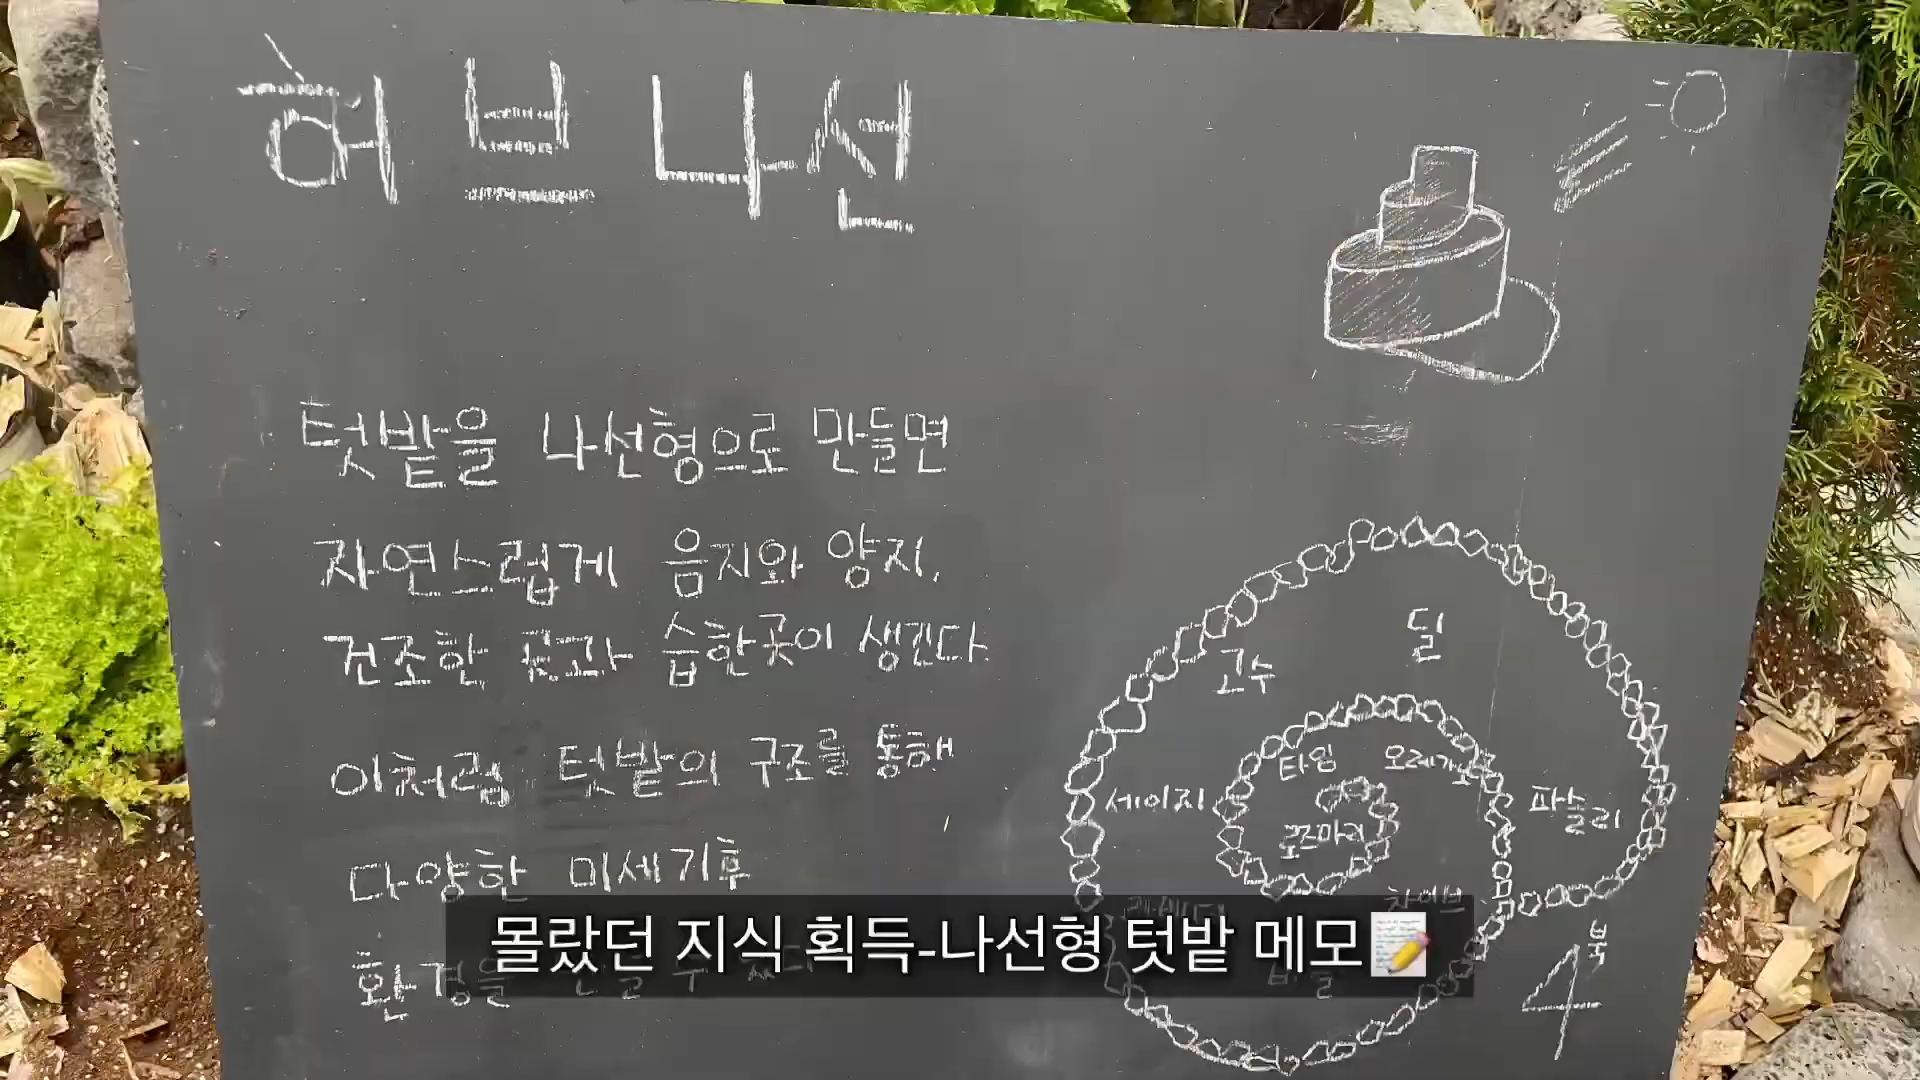 허브나선
텃밭을 나선형으로 만들면
자연스럽게 음지와 양지,
건조한 곳과 습한곳이 생긴다.
이처럼 텃밭의 구조를 통해
다양한 미세기후
환경을
딜
고수
타임 오레가노
세이지
로즈마리
파슬리
차이브
북
몰랐던 지식 획득-나선형 텃밭 메모